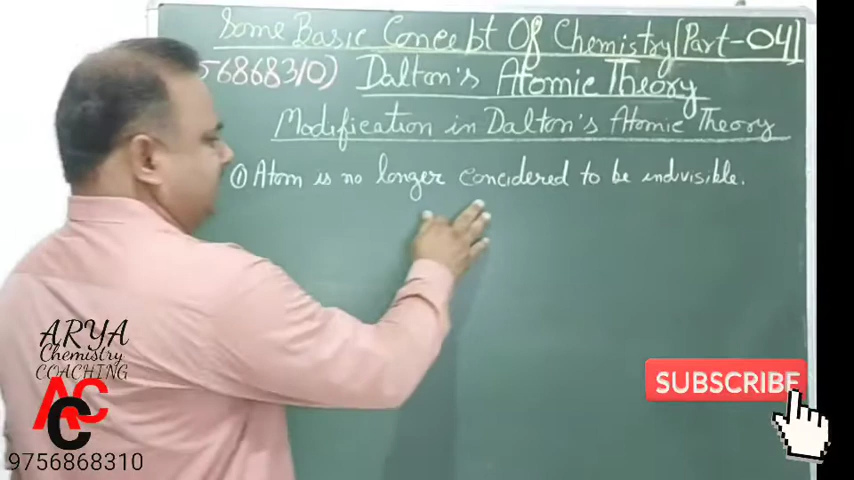 Some Basic Concept Of Chemistry [Part-04]
56868310) Dalton's Atomic Theory
Modification in Dalton's Atomic Theory
① Atom is no longer concidered to be indivisible.
ARYA
Chemistry
COACHING
AC
C
9756868310
SUBSCRIBE